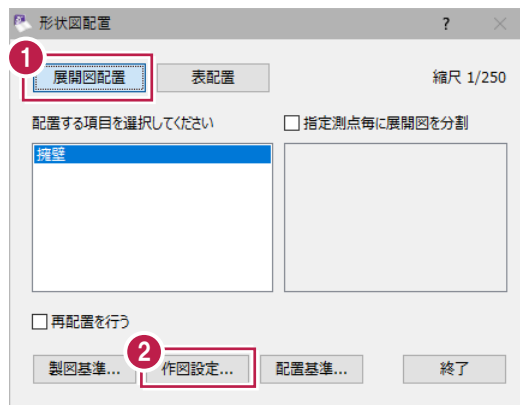 形状図配置
?
1
展開図配置 表配置 縮尺 1/250
配置する項目を選択してください
指定測点毎に展開図を分割
擁壁
再配置を行う
2
製図基準... 作図設定... 配置基準... 終了